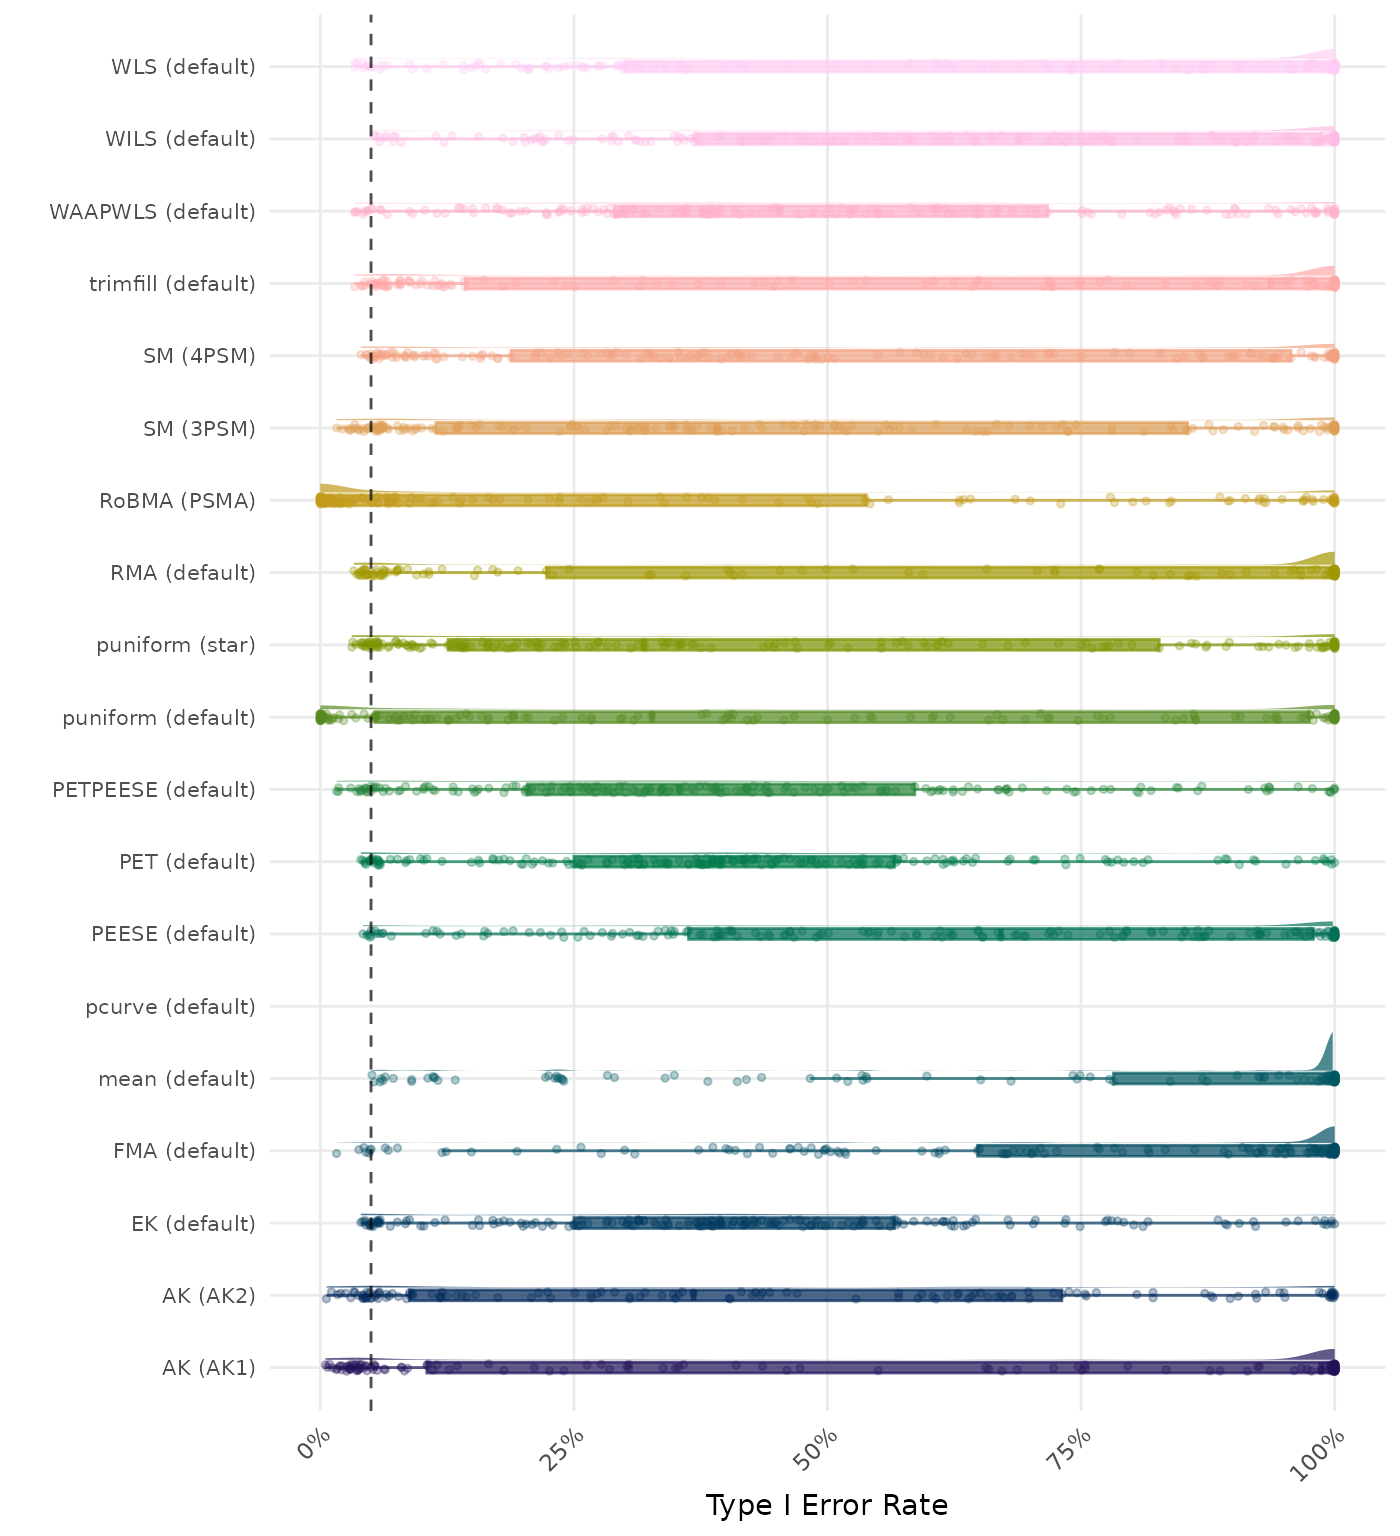 WLS (default)
WILS (default)
WAAPWLS (default)
trimfill (default)
SM (4PSM)
SM (3PSM)
RoBMA (PSMA)
RMA (default)
puniform (star)
puniform (default)
PETPEESE (default)
PET (default)
PEESE (default)
pcurve (default)
mean (default)
FMA (default)
EK (default)
AK (AK2)
AK (AK1)
0%
25%
50%
75%
100%
Type I Error Rate